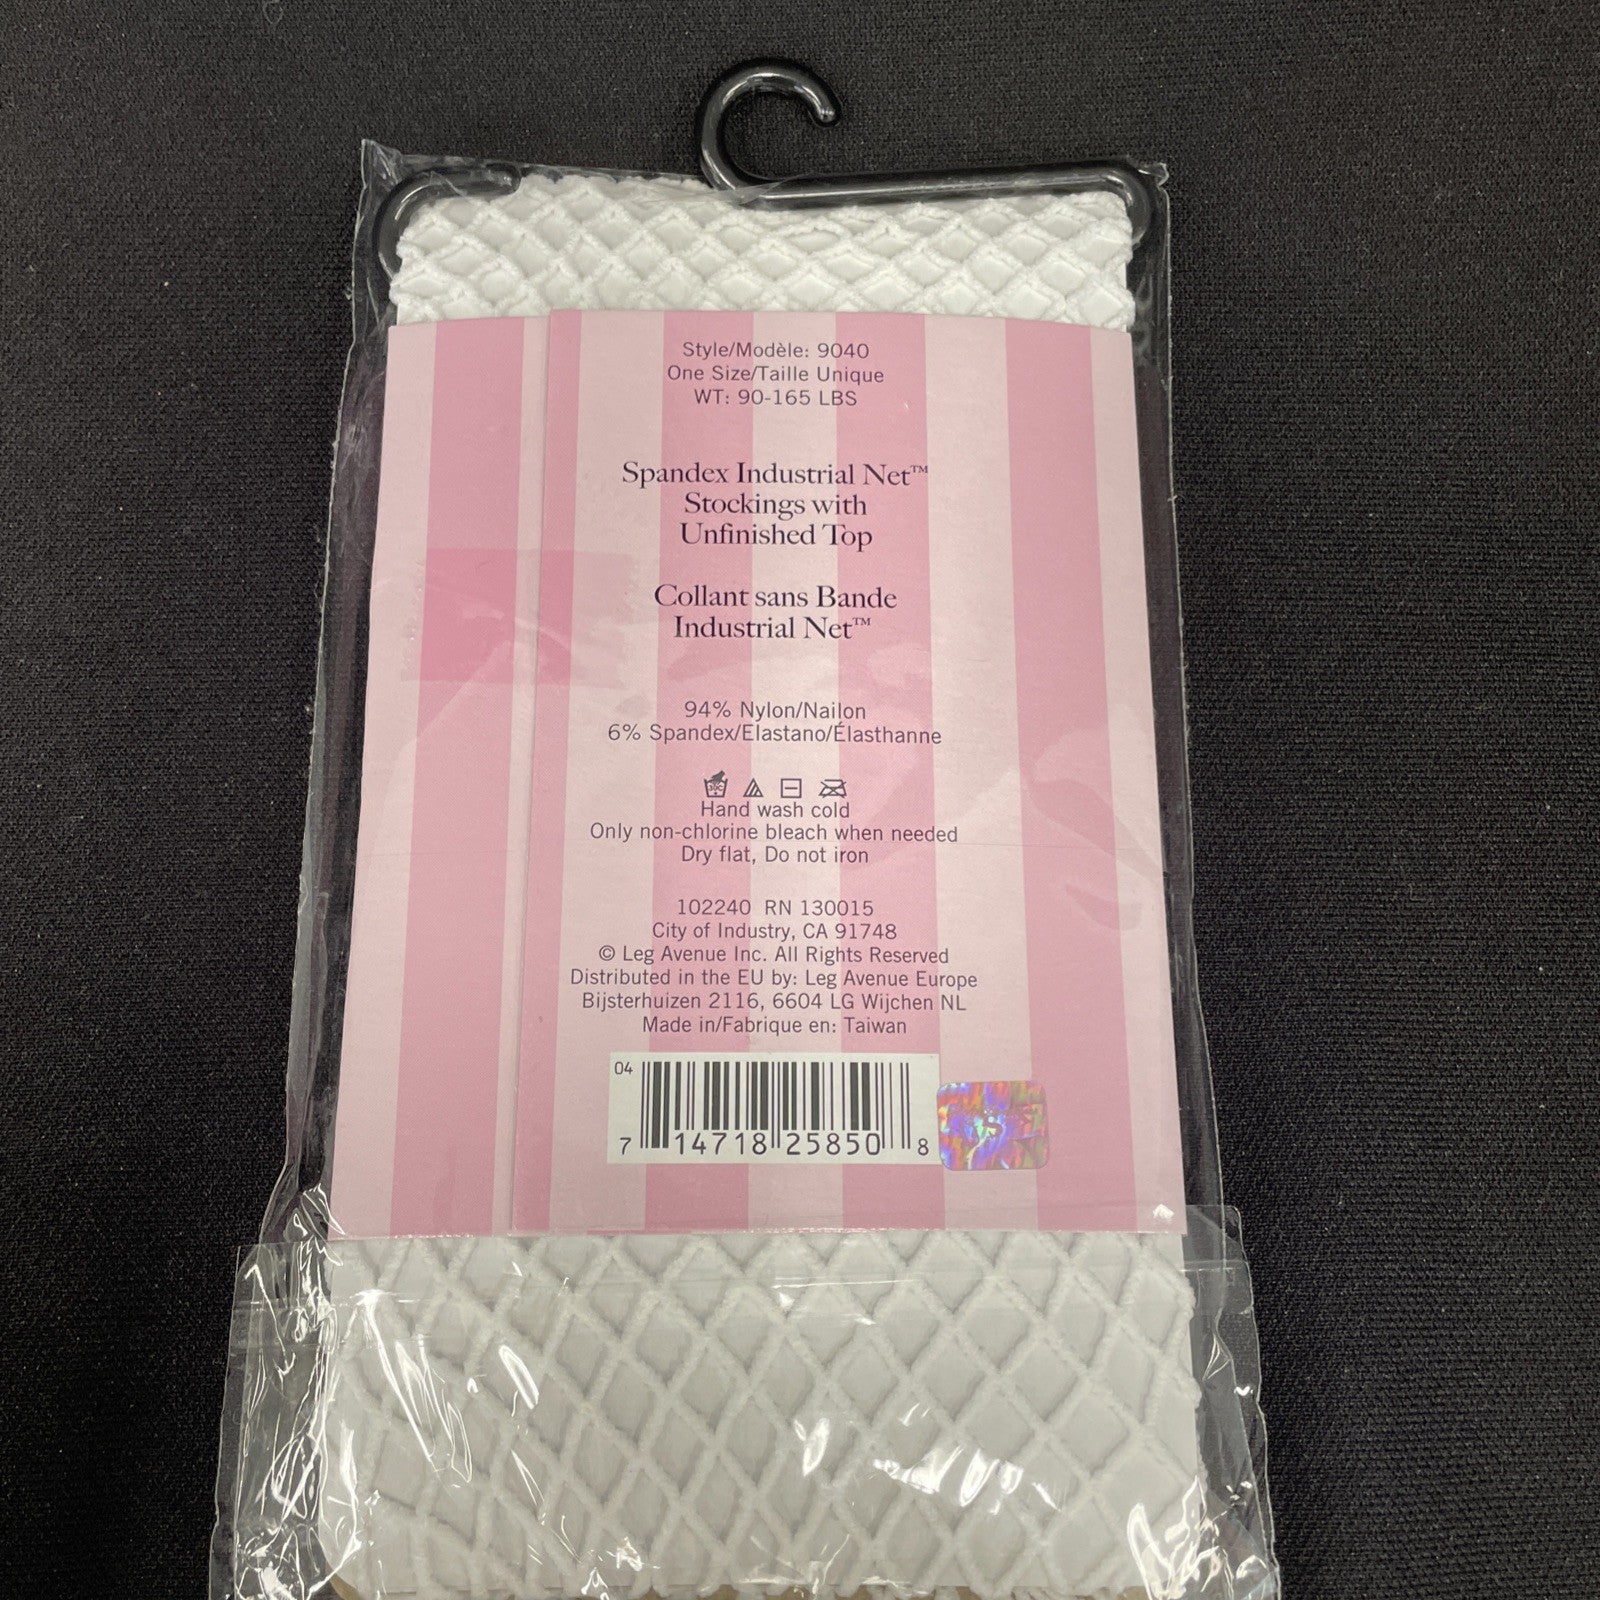 Style/Modèle: 9040
One Size/Taille Unique
WT: 90-165 LBS
Spandex Industrial Net™
Stockings with
Unfinished Top
Collant sans Bande
Industrial Net™
94% Nylon/Nailon
6% Spandex/Elastano/Élasthanne
Hand wash cold
Only non-chlorine bleach when needed
Dry flat, Do not iron
102240 RN 130015
City of Industry, CA 91748
© Leg Avenue Inc. All Rights Reserved
Distributed in the EU by: Leg Avenue Europe
Bijsterhuizen 2116, 6604 LG Wijchen NL
Made in/Fabrique en: Taiwan
04
7 14718 25850 8